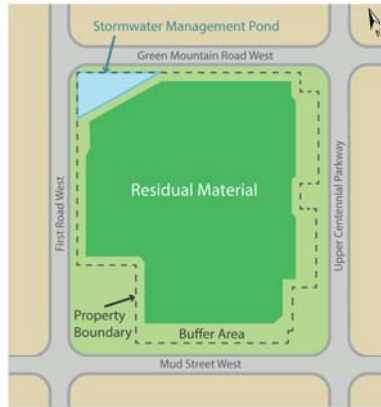 Stormwater Management Pond
Green Mountain Road West
Residual Material
First Road West
Upper Centennial Parkway
Property
Boundary
Buffer Area
Mud Street West